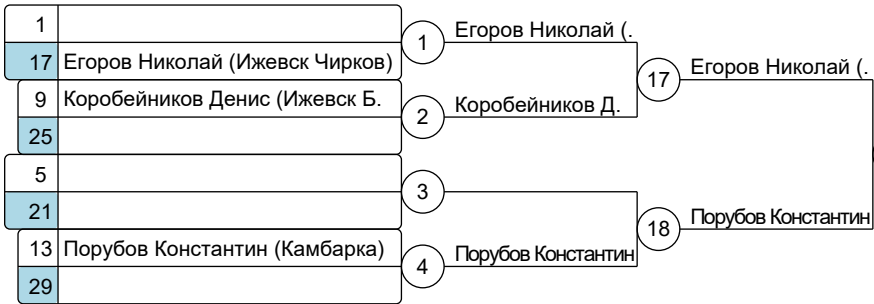 1
17 Егоров Николай (Ижевск Чирков)
1 Егоров Николай (.
9 Коробейников Денис (Ижевск Б.
25
2 Коробейников Д.
17 Егоров Николай (.
5
21
3
13 Порубов Константин (Камбарка)
29
4 Порубов Константин
18 Порубов Константин